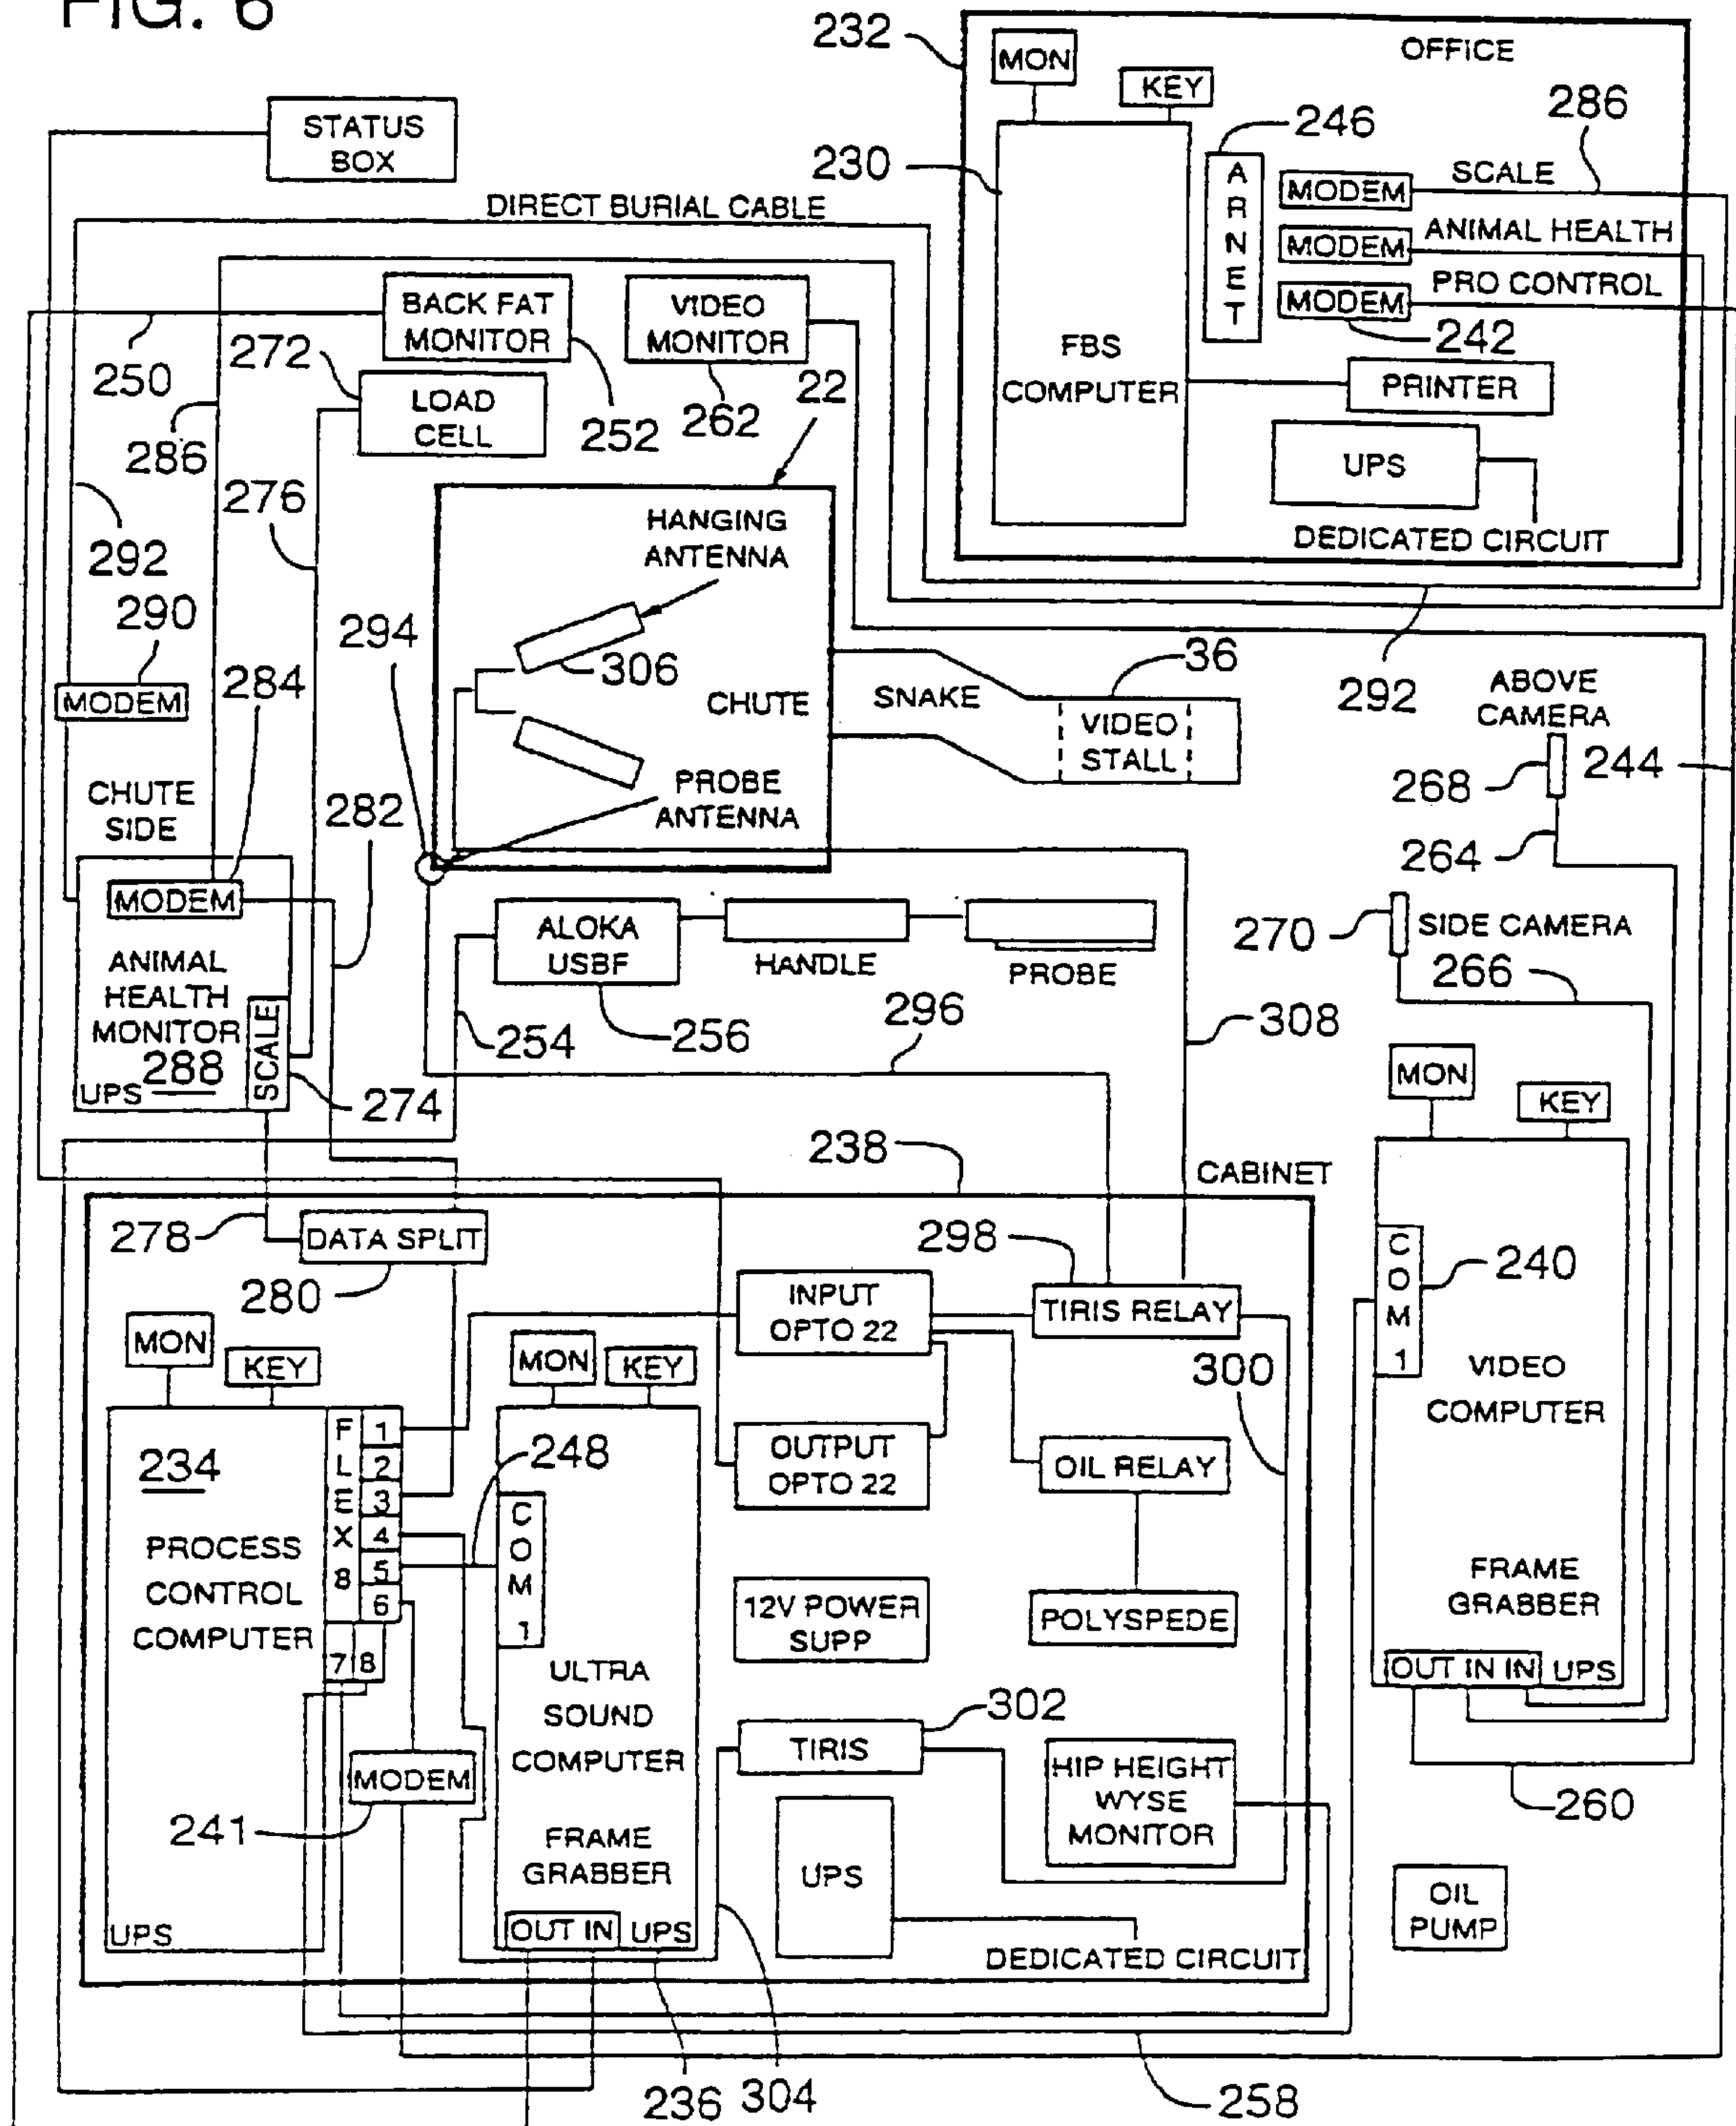 FIG. 6
232
OFFICE
MON
KEY
246
286
STATUS
BOX
230
ARNET
MODEM
SCALE
DIRECT BURIAL CABLE
MODEM
ANIMAL HEALTH
MODEM
PRO CONTROL
242
BACK FAT
MONITOR
VIDEO
MONITOR
FBS
COMPUTER
PRINTER
272
22
250
LOAD
CELL
252
262
286
UPS
276
HANGING
ANTENNA
DEDICATED CIRCUIT
292
290
294
306
36
292
284
MODEM
CHUTE
SNAKE
VIDEO
STALL
ABOVE
CAMERA
268
244
CHUTE
SIDE
282
PROBE
ANTENNA
264
MODEM
ALOKA
USBF
HANDLE
PROBE
270
SIDE CAMERA
266
ANIMAL
HEALTH
MONITOR
288
UPS
SCALE
274
254
256
296
308
MON
KEY
238
CABINET
278
DATA SPLIT
280
298
INPUT
OPTO 22
TIRIS RELAY
COM 1
240
MON
KEY
MON
KEY
300
VIDEO
COMPUTER
234
FLEX 8
1
2
3
4
5
6
7 8
248
OUTPUT
OPTO 22
OIL RELAY
COM 1
PROCESS
CONTROL
COMPUTER
12V POWER
SUPP
POLYSPEDE
FRAME
GRABBER
OUT IN IN
UPS
ULTRA
SOUND
COMPUTER
302
TIRIS
HIP HEIGHT
WYSE
MONITOR
MODEM
241
260
FRAME
GRABBER
UPS
OIL
PUMP
UPS
OUT IN
UPS
DEDICATED CIRCUIT
236
304
258